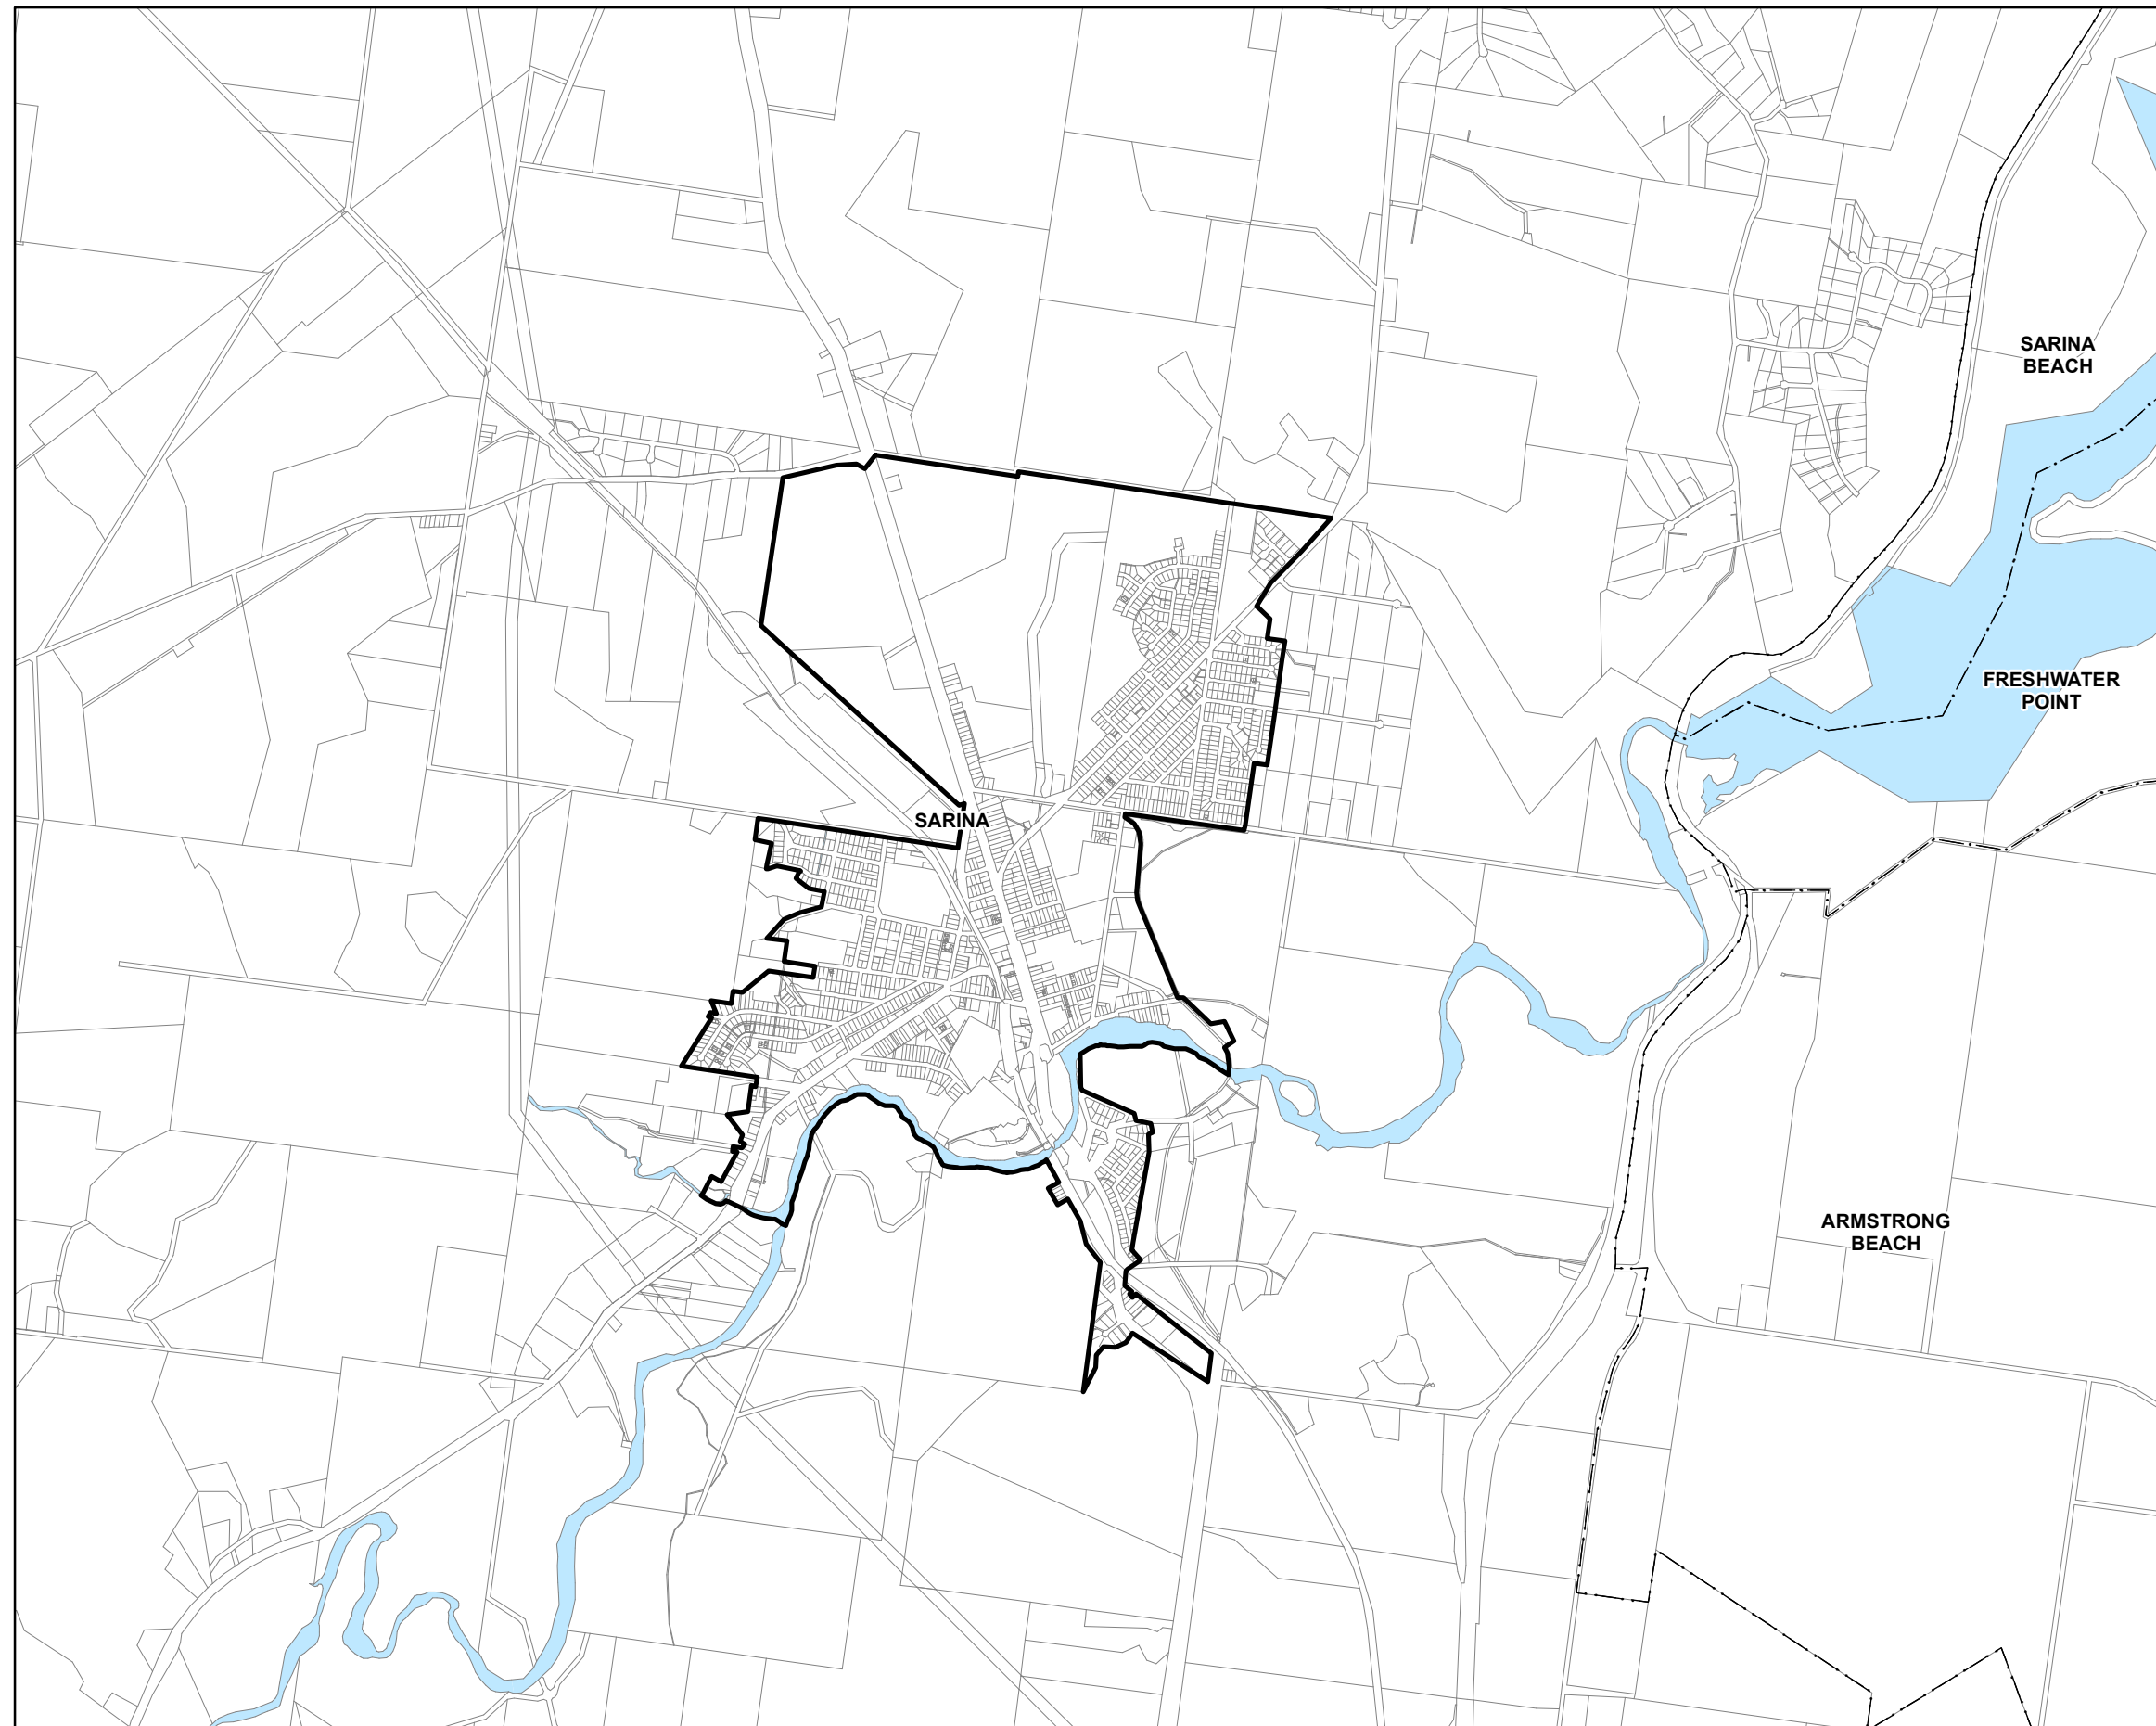 SARINA
BEACH
FRESHWATER
POINT
SARINA
ARMSTRONG
BEACH